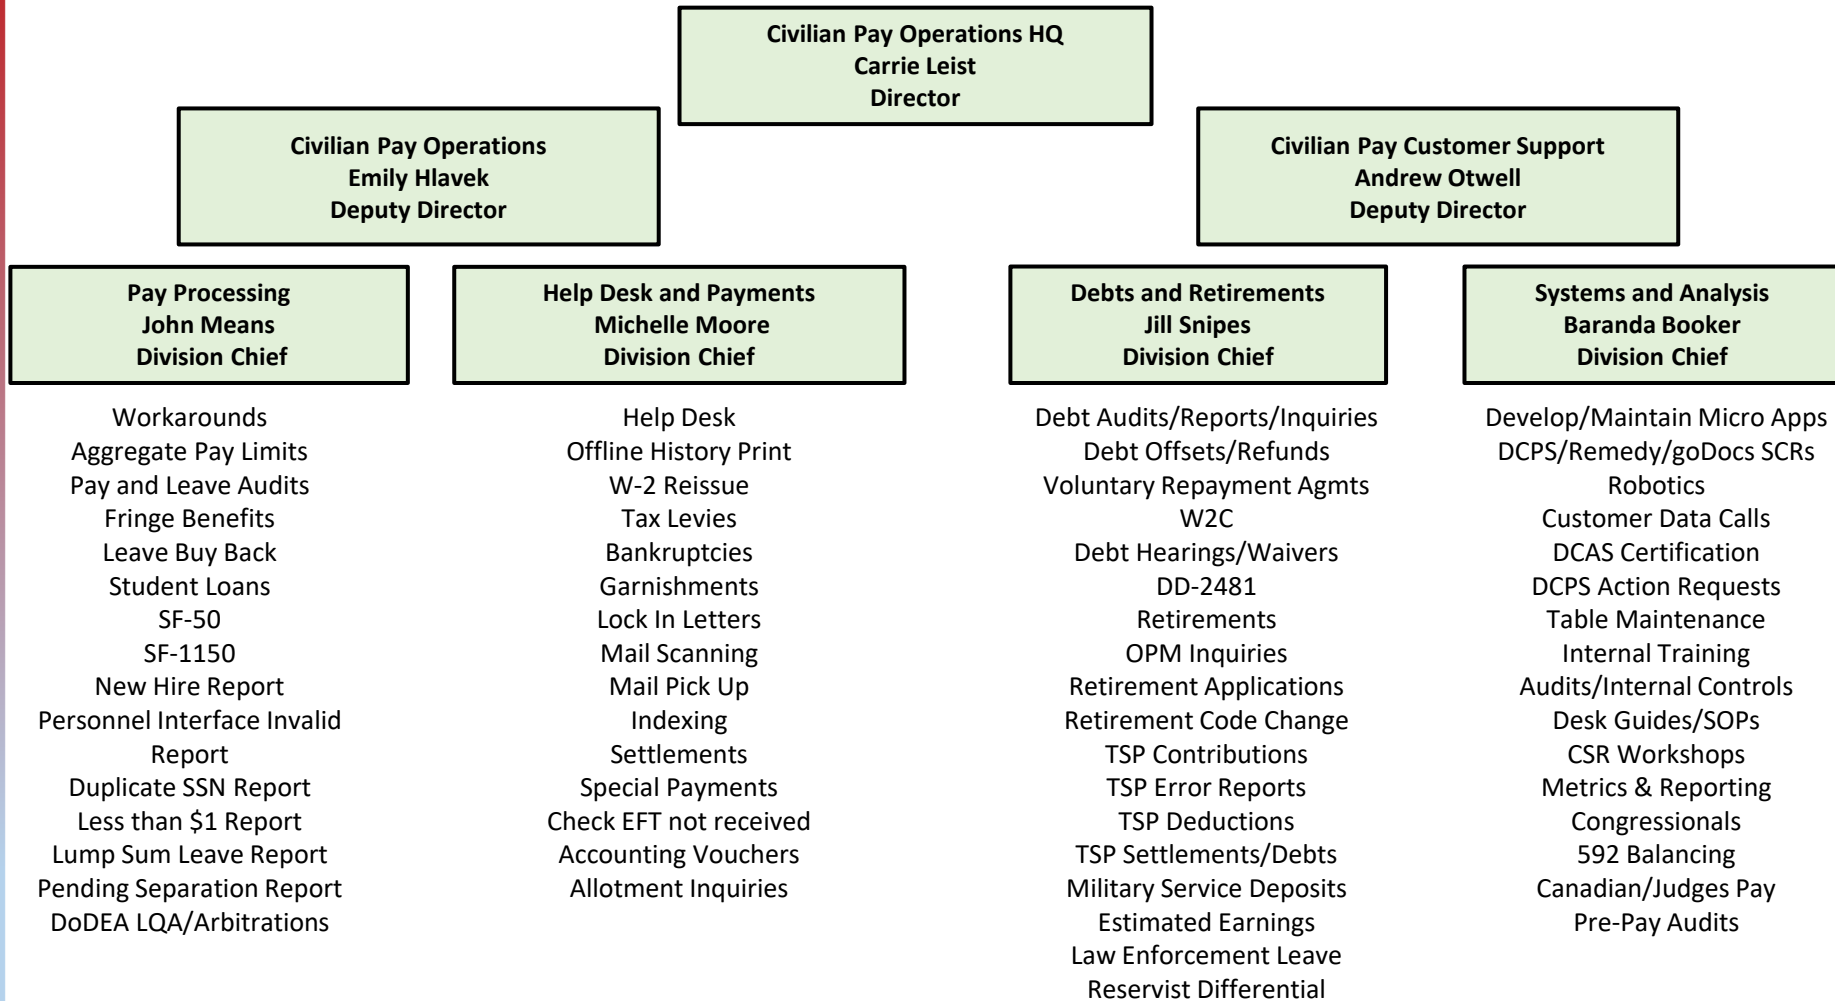 Civilian Pay Operations HQ
Carrie Leist
Director
Civilian Pay Operations
Emily Hlavek
Deputy Director
Civilian Pay Customer Support
Andrew Otwell
Deputy Director
Pay Processing
John Means
Division Chief
Help Desk and Payments
Michelle Moore
Division Chief
Debts and Retirements
Jill Snipes
Division Chief
Systems and Analysis
Baranda Booker
Division Chief
Workarounds
Aggregate Pay Limits
Pay and Leave Audits
Fringe Benefits
Leave Buy Back
Student Loans
SF-50
SF-1150
New Hire Report
Personnel Interface Invalid
Report
Duplicate SSN Report
Less than $1 Report
Lump Sum Leave Report
Pending Separation Report
DoDEA LQA/Arbitrations
Help Desk
Offline History Print
W-2 Reissue
Tax Levies
Bankruptcies
Garnishments
Lock In Letters
Mail Scanning
Mail Pick Up
Indexing
Settlements
Special Payments
Check EFT not received
Accounting Vouchers
Allotment Inquiries
Debt Audits/Reports/Inquiries
Debt Offsets/Refunds
Voluntary Repayment Agmts
W2C
Debt Hearings/Waivers
DD-2481
Retirements
OPM Inquiries
Retirement Applications
Retirement Code Change
TSP Contributions
TSP Error Reports
TSP Deductions
TSP Settlements/Debts
Military Service Deposits
Estimated Earnings
Law Enforcement Leave
Reservist Differential
Develop/Maintain Micro Apps
DCPS/Remedy/goDocs SCRs
Robotics
Customer Data Calls
DCAS Certification
DCPS Action Requests
Table Maintenance
Internal Training
Audits/Internal Controls
Desk Guides/SOPs
CSR Workshops
Metrics & Reporting
Congressionals
592 Balancing
Canadian/Judges Pay
Pre-Pay Audits